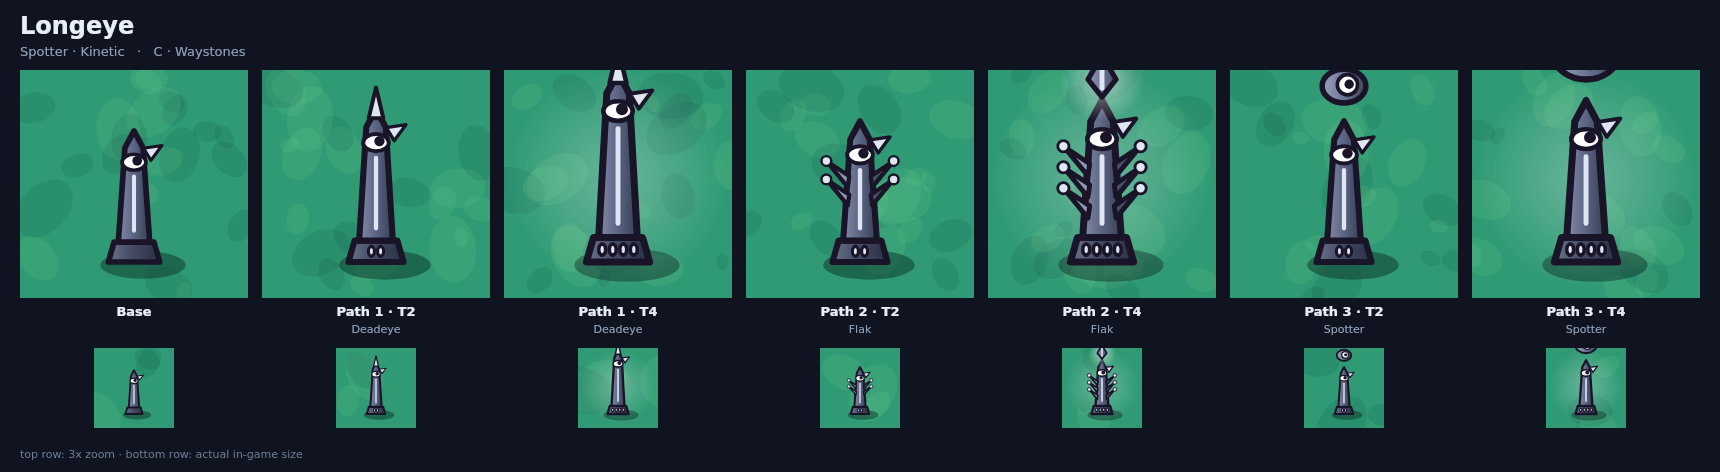 Longeye
Spotter · Kinetic · C · Waystones
Base
Path 1 · T2
Deadeye
Path 1 · T4
Deadeye
Path 2 · T2
Flak
Path 2 · T4
Flak
Path 3 · T2
Spotter
Path 3 · T4
Spotter
top row: 3x zoom · bottom row: actual in-game size